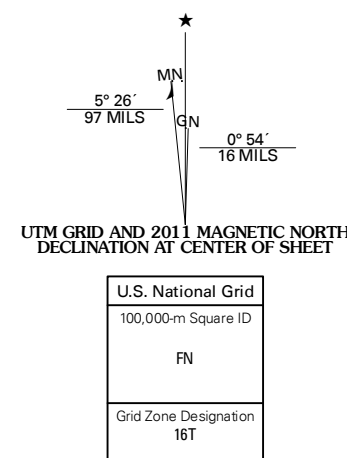 ★
MN
5° 26´
97 MILS
GN
0° 54´
16 MILS
UTM GRID AND 2011 MAGNETIC NORTH
DECLINATION AT CENTER OF SHEET
U.S. National Grid
100,000-m Square ID
FN
Grid Zone Designation
16T